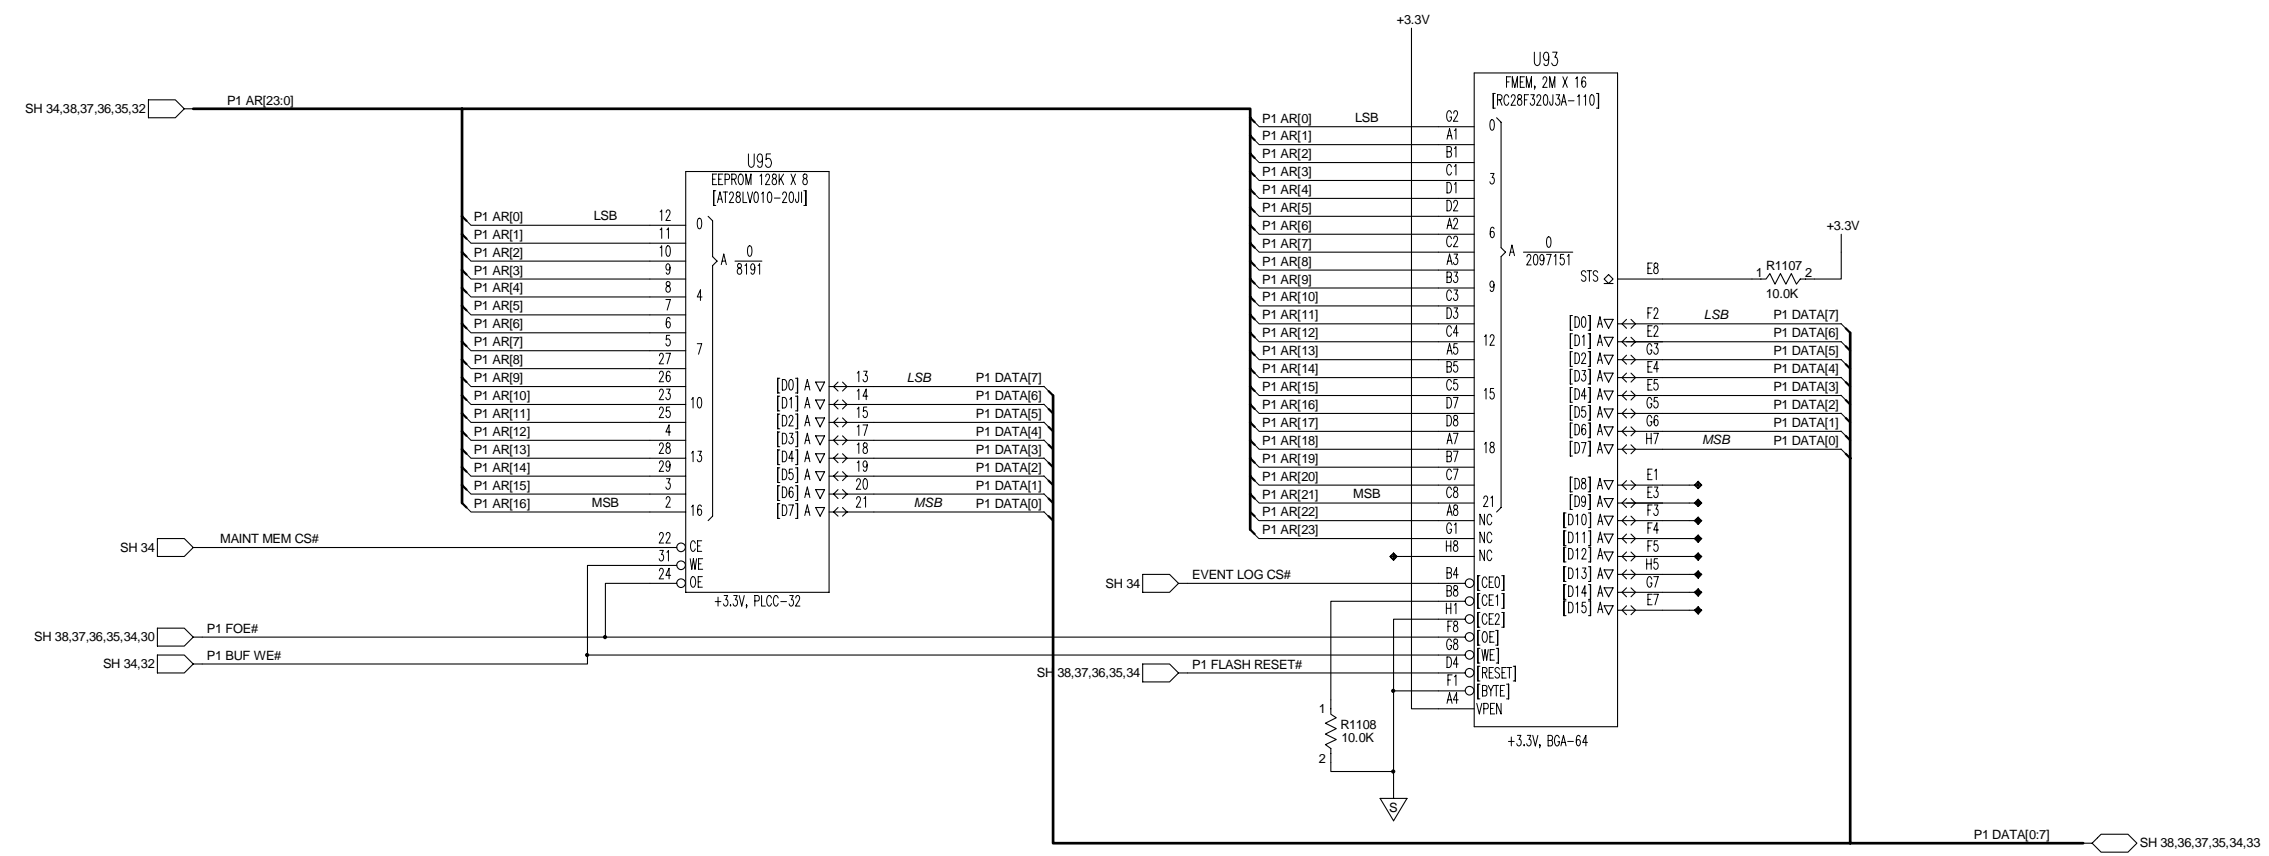 +3.3V
SH 34,38,37,36,35,32
P1 AR[23:0]
U95
EEPROM 128K X 8
[AT28LV010-20JI]
P1 AR[0] LSB 12 0
P1 AR[1] 11
P1 AR[2] 10
P1 AR[3] 9
P1 AR[4] 8 4
P1 AR[5] 7
P1 AR[6] 6
P1 AR[7] 5 7
P1 AR[8] 27
P1 AR[9] 26
P1 AR[10] 23 10
P1 AR[11] 25
P1 AR[12] 4
P1 AR[13] 28 13
P1 AR[14] 29
P1 AR[15] 3
P1 AR[16] MSB 2 16
A 0
8191
[D0] A 13 LSB P1 DATA[7]
[D1] A 14 P1 DATA[6]
[D2] A 15 P1 DATA[5]
[D3] A 17 P1 DATA[4]
[D4] A 18 P1 DATA[3]
[D5] A 19 P1 DATA[2]
[D6] A 20 P1 DATA[1]
[D7] A 21 MSB P1 DATA[0]
SH 34 MAINT MEM CS# 22 CE
31 WE
24 OE
+3.3V, PLCC-32
SH 38,37,36,35,34,30 P1 FOE#
SH 34,32 P1 BUF WE#
U93
FMEM, 2M X 16
[RC28F320J3A-110]
P1 AR[0] LSB G2 0
P1 AR[1] A1
P1 AR[2] B1
P1 AR[3] C1 3
P1 AR[4] D1
P1 AR[5] D2
P1 AR[6] A2 6
P1 AR[7] C2
P1 AR[8] A3
P1 AR[9] B3 9
P1 AR[10] C3
P1 AR[11] D3
P1 AR[12] C4 12
P1 AR[13] A5
P1 AR[14] B5
P1 AR[15] C5 15
P1 AR[16] D7
P1 AR[17] D8
P1 AR[18] A7 18
P1 AR[19] B7
P1 AR[20] C7
P1 AR[21] MSB C8 21
P1 AR[22] A8 NC
P1 AR[23] G1 NC
H8 NC
A 0
2097151
SH 34 EVENT LOG CS# B4 [CE0]
B8 [CE1]
H1 [CE2]
F8 [OE]
G8 [WE]
SH 38,37,36,35,34 P1 FLASH RESET# D4 [RESET]
F1 [BYTE]
A4 VPEN
+3.3V, BGA-64
1
R1108
10.0K
2
S
+3.3V
STS E8 1 R1107 2
10.0K
[D0] A F2 LSB P1 DATA[7]
[D1] A E2 P1 DATA[6]
[D2] A G3 P1 DATA[5]
[D3] A E4 P1 DATA[4]
[D4] A E5 P1 DATA[3]
[D5] A G5 P1 DATA[2]
[D6] A G6 P1 DATA[1]
[D7] A H7 MSB P1 DATA[0]
[D8] A E1
[D9] A E3
[D10] A F3
[D11] A F4
[D12] A F5
[D13] A H5
[D14] A G7
[D15] A E7
P1 DATA[0:7] SH 38,36,37,35,34,33